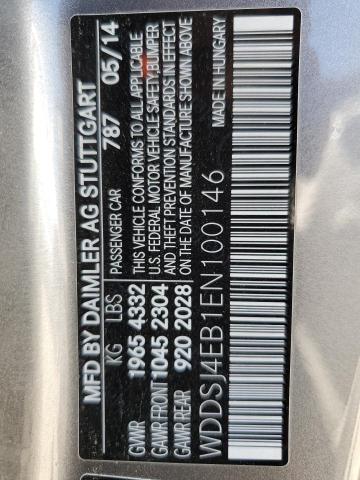 MFD BY DAIMLER AG STUTTGART
KG LBS PASSENGER CAR 787 05/14
GVWR 1965 4332 THIS VEHICLE CONFORMS TO ALL APPLICABLE
GAWR FRONT 1045 2304 U.S. FEDERAL MOTOR VEHICLE SAFETY, BUMPER
AND THEFT PREVENTION STANDARDS IN EFFECT
GAWR REAR 920 2028 ON THE DATE OF MANUFACTURE SHOWN ABOVE
WDDSJ4EB1EN100146 MADE IN HUNGARY